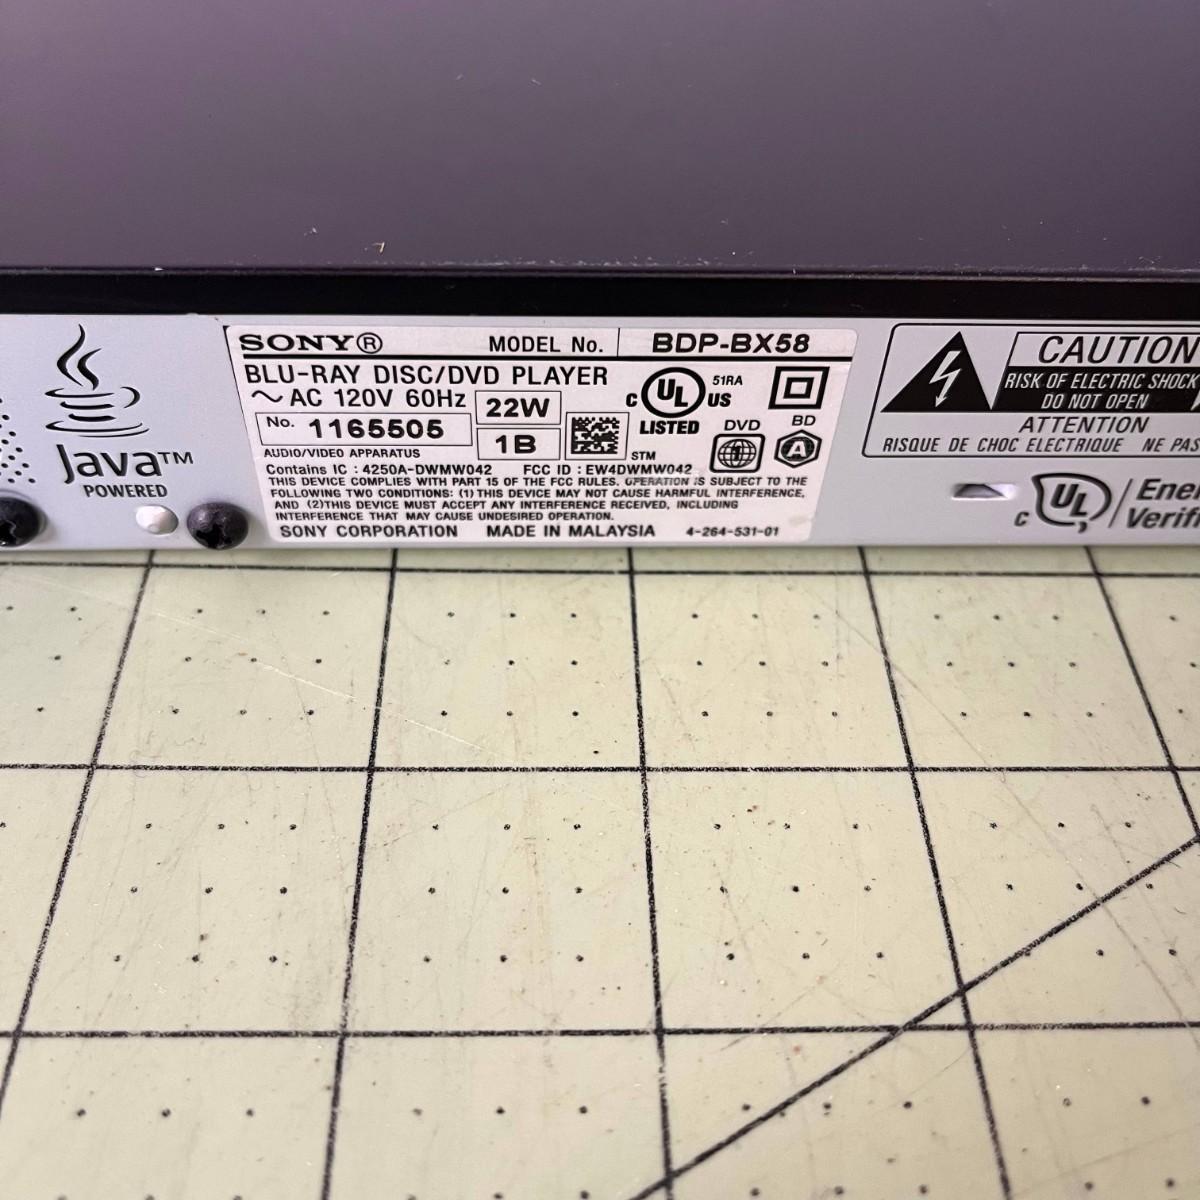 Java™
POWERED
SONY® MODEL No. BDP-BX58
BLU-RAY DISC/DVD PLAYER
~ AC 120V 60Hz
22W
No. 1165505
1B
AUDIO/VIDEO APPARATUS
C UL US
51RA
LISTED
DVD
BD
A
STM
Contains IC : 4250A-DWMW042 FCC ID : EW4DWMW042
THIS DEVICE COMPLIES WITH PART 15 OF THE FCC RULES. OPERATION IS SUBJECT TO THE
FOLLOWING TWO CONDITIONS: (1) THIS DEVICE MAY NOT CAUSE HARMFUL INTERFERENCE,
AND (2)THIS DEVICE MUST ACCEPT ANY INTERFERENCE RECEIVED, INCLUDING
INTERFERENCE THAT MAY CAUSE UNDESIRED OPERATION.
SONY CORPORATION MADE IN MALAYSIA 4-264-531-01
CAUTION
RISK OF ELECTRIC SHOCK
DO NOT OPEN
ATTENTION
RISQUE DE CHOC ELECTRIQUE NE PAS
C UL
Ener
Verifi